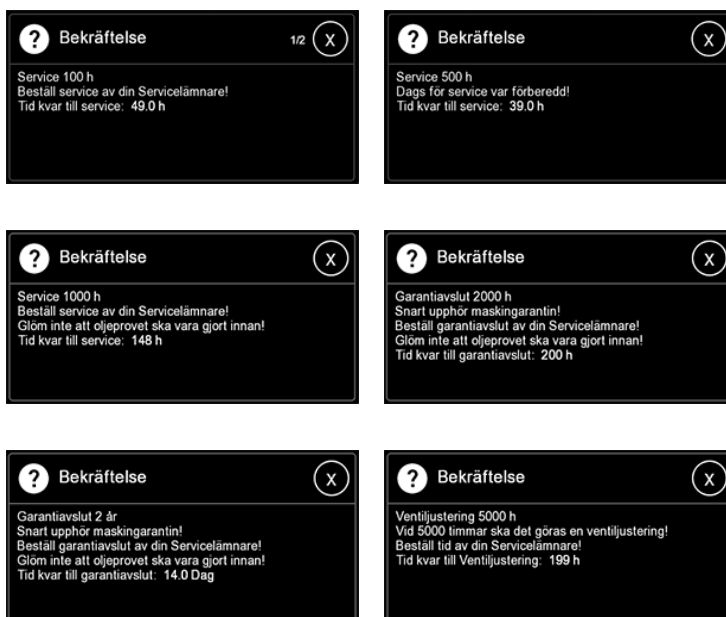 ? Bekräftelse 1/2 X
Service 100 h
Beställ service av din Servicelämnare!
Tid kvar till service: 49.0 h
? Bekräftelse X
Service 500 h
Dags för service var förberedd!
Tid kvar till service: 39.0 h
? Bekräftelse X
Service 1000 h
Beställ service av din Servicelämnare!
Glöm inte att oljeprovet ska vara gjort innan!
Tid kvar till service: 148 h
? Bekräftelse X
Garantiavslut 2000 h
Snart upphör maskingarantin!
Beställ garantiavslut av din Servicelämnare!
Glöm inte att oljeprovet ska vara gjort innan!
Tid kvar till garantiavslut: 200 h
? Bekräftelse X
Garantiavslut 2 år
Snart upphör maskingarantin!
Beställ garantiavslut av din Servicelämnare!
Glöm inte att oljeprovet ska vara gjort innan!
Tid kvar till garantiavslut: 14.0 Dag
? Bekräftelse X
Ventiljustering 5000 h
Vid 5000 timmar ska det göras en ventiljustering!
Beställ tid av din Servicelämnare!
Tid kvar till Ventiljustering: 199 h